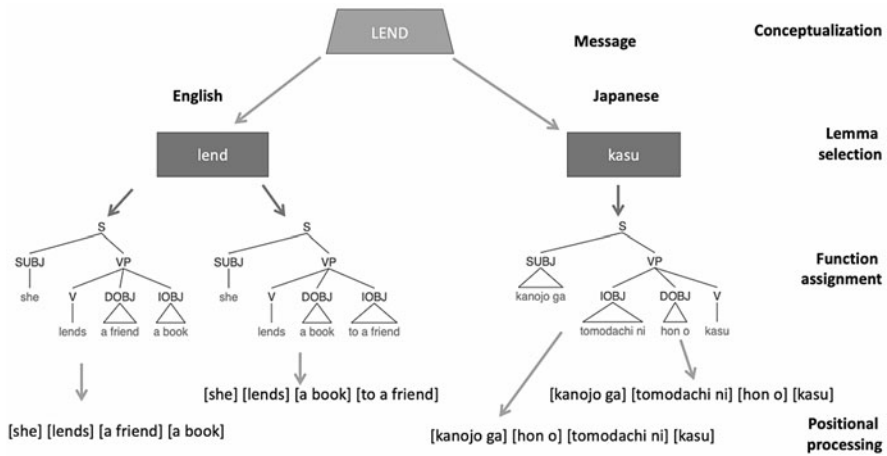 LEND
Message
Conceptualization
English
Japanese
lend
kasu
Lemma
selection
S
SUBJ VP
she V DOBJ IOBJ
lends a friend a book
S
SUBJ VP
she V DOBJ IOBJ
lends a book to a friend
S
SUBJ VP
kanojo ga IOBJ DOBJ V
tomodachi ni hon o kasu
Function
assignment
[she] [lends] [a book] [to a friend]
[she] [lends] [a friend] [a book]
[kanojo ga] [tomodachi ni] [hon o] [kasu]
[kanojo ga] [hon o] [tomodachi ni] [kasu]
Positional
processing